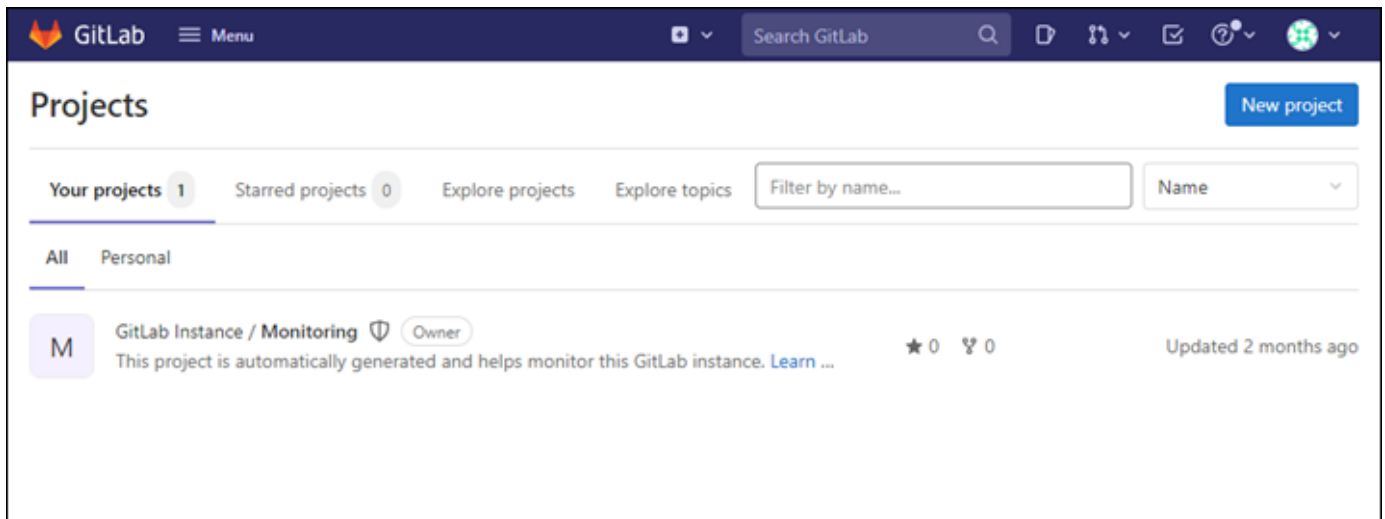 GitLab Menu Search GitLab
Projects New project
Your projects 1 Starred projects 0 Explore projects Explore topics Filter by name... Name
All Personal
M
GitLab Instance / Monitoring Owner
This project is automatically generated and helps monitor this GitLab instance. Learn ...
0 0 Updated 2 months ago